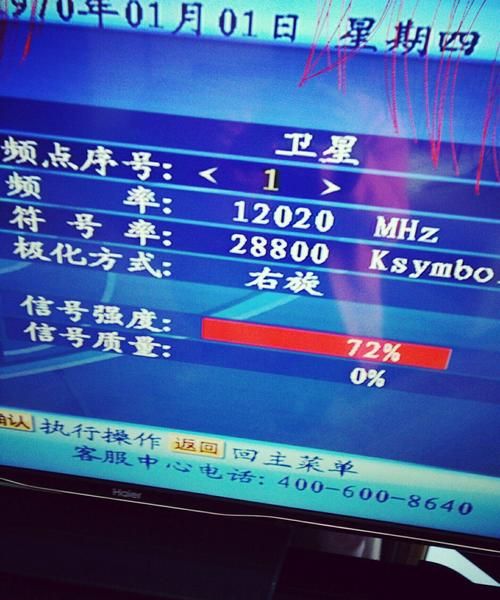 970年01月01日 星期四
卫星
频点序号: < 1 >
频 率: 12020 MHz
符号率: 28800 Ksymbo
极化方式: 右旋
信号强度: 72%
信号质量: 0%
确认 执行操作 返回 回主菜单
客服中心电话: 400-600-8640
Haier